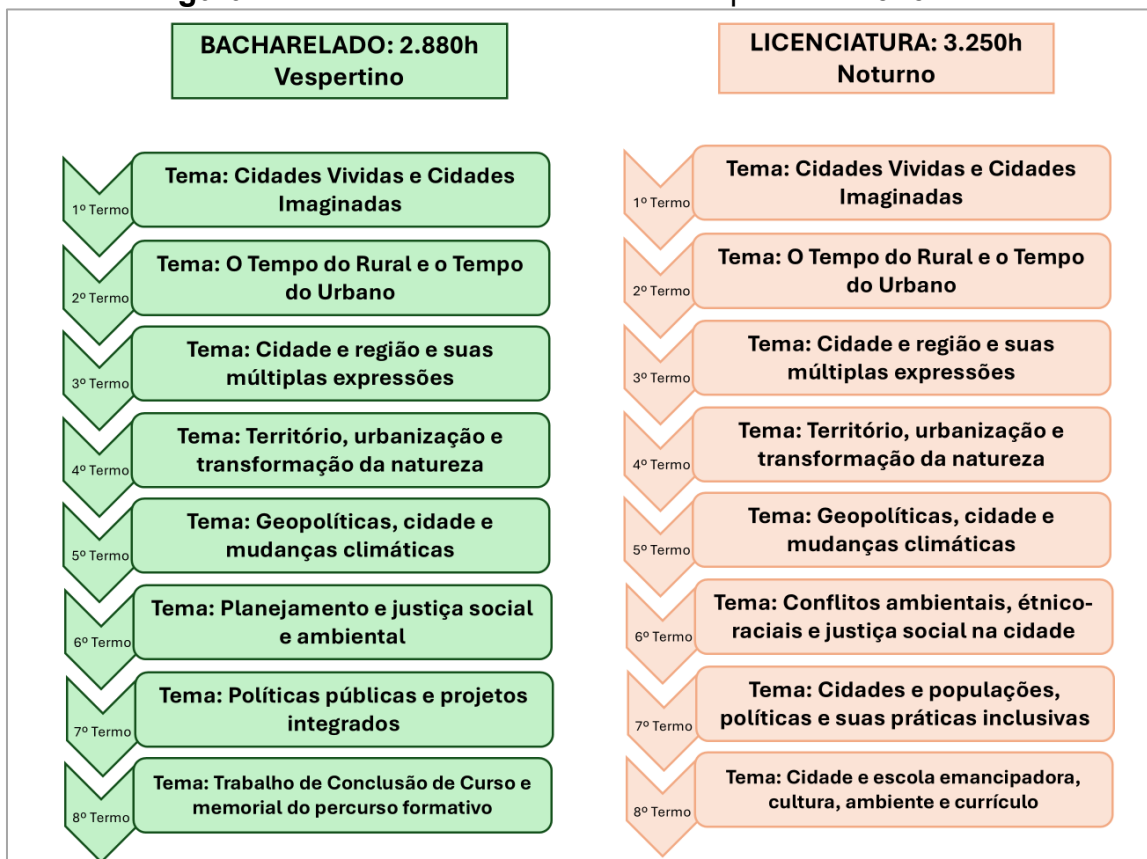 BACHARELADO: 2.880h
Vespertino
1º Termo
Tema: Cidades Vividas e Cidades
Imaginadas
2º Termo
Tema: O Tempo do Rural e o Tempo
do Urbano
3º Termo
Tema: Cidade e região e suas
múltiplas expressões
4º Termo
Tema: Território, urbanização e
transformação da natureza
5º Termo
Tema: Geopolíticas, cidade e
mudanças climáticas
6º Termo
Tema: Planejamento e justiça social
e ambiental
7º Termo
Tema: Políticas públicas e projetos
integrados
8º Termo
Tema: Trabalho de Conclusão de Curso e
memorial do percurso formativo
LICENCIATURA: 3.250h
Noturno
1º Termo
Tema: Cidades Vividas e Cidades
Imaginadas
2º Termo
Tema: O Tempo do Rural e o Tempo
do Urbano
3º Termo
Tema: Cidade e região e suas
múltiplas expressões
4º Termo
Tema: Território, urbanização e
transformação da natureza
5º Termo
Tema: Geopolíticas, cidade e
mudanças climáticas
6º Termo
Tema: Conflitos ambientais, étnico-
raciais e justiça social na cidade
7º Termo
Tema: Cidades e populações,
políticas e suas práticas inclusivas
8º Termo
Tema: Cidade e escola emancipadora,
cultura, ambiente e currículo